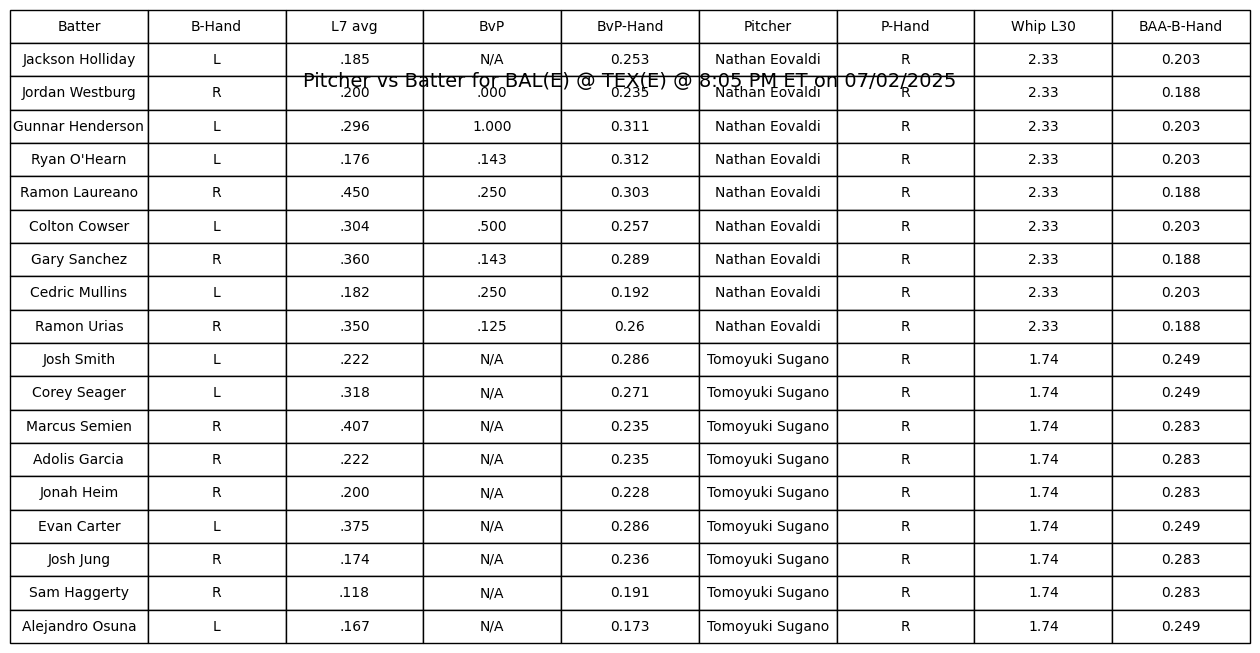 Batter B-Hand L7 avg BvP BvP-Hand Pitcher P-Hand Whip L30 BAA-B-Hand
Jackson Holliday L .185 N/A 0.253 Nathan Eovaldi R 2.33 0.203
Pitcher vs Batter for BAL(E) @ TEX(E) @ 8:05 PM ET on 07/02/2025
Jordan Westburg R .200 .000 0.235 Nathan Eovaldi R 2.33 0.188
Gunnar Henderson L .296 1.000 0.311 Nathan Eovaldi R 2.33 0.203
Ryan O'Hearn L .176 .143 0.312 Nathan Eovaldi R 2.33 0.203
Ramon Laureano R .450 .250 0.303 Nathan Eovaldi R 2.33 0.188
Colton Cowser L .304 .500 0.257 Nathan Eovaldi R 2.33 0.203
Gary Sanchez R .360 .143 0.289 Nathan Eovaldi R 2.33 0.188
Cedric Mullins L .182 .250 0.192 Nathan Eovaldi R 2.33 0.203
Ramon Urias R .350 .125 0.26 Nathan Eovaldi R 2.33 0.188
Josh Smith L .222 N/A 0.286 Tomoyuki Sugano R 1.74 0.249
Corey Seager L .318 N/A 0.271 Tomoyuki Sugano R 1.74 0.249
Marcus Semien R .407 N/A 0.235 Tomoyuki Sugano R 1.74 0.283
Adolis Garcia R .222 N/A 0.235 Tomoyuki Sugano R 1.74 0.283
Jonah Heim R .200 N/A 0.228 Tomoyuki Sugano R 1.74 0.283
Evan Carter L .375 N/A 0.286 Tomoyuki Sugano R 1.74 0.249
Josh Jung R .174 N/A 0.236 Tomoyuki Sugano R 1.74 0.283
Sam Haggerty R .118 N/A 0.191 Tomoyuki Sugano R 1.74 0.283
Alejandro Osuna L .167 N/A 0.173 Tomoyuki Sugano R 1.74 0.249